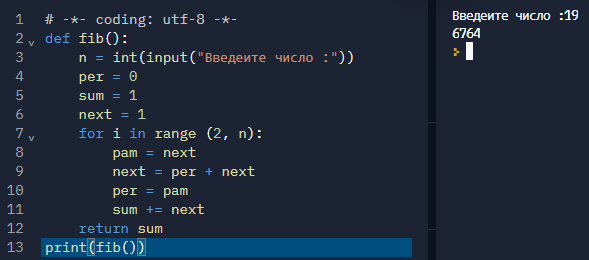 1 # -*- coding: utf-8 -*-
2 def fib():
3     n = int(input("Введеите число :"))
4     per = 0
5     sum = 1
6     next = 1
7     for i in range (2, n):
8         pam = next
9         next = per + next
10         per = pam
11         sum += next
12     return sum
13 print(fib())
Введеите число :19
6764
>